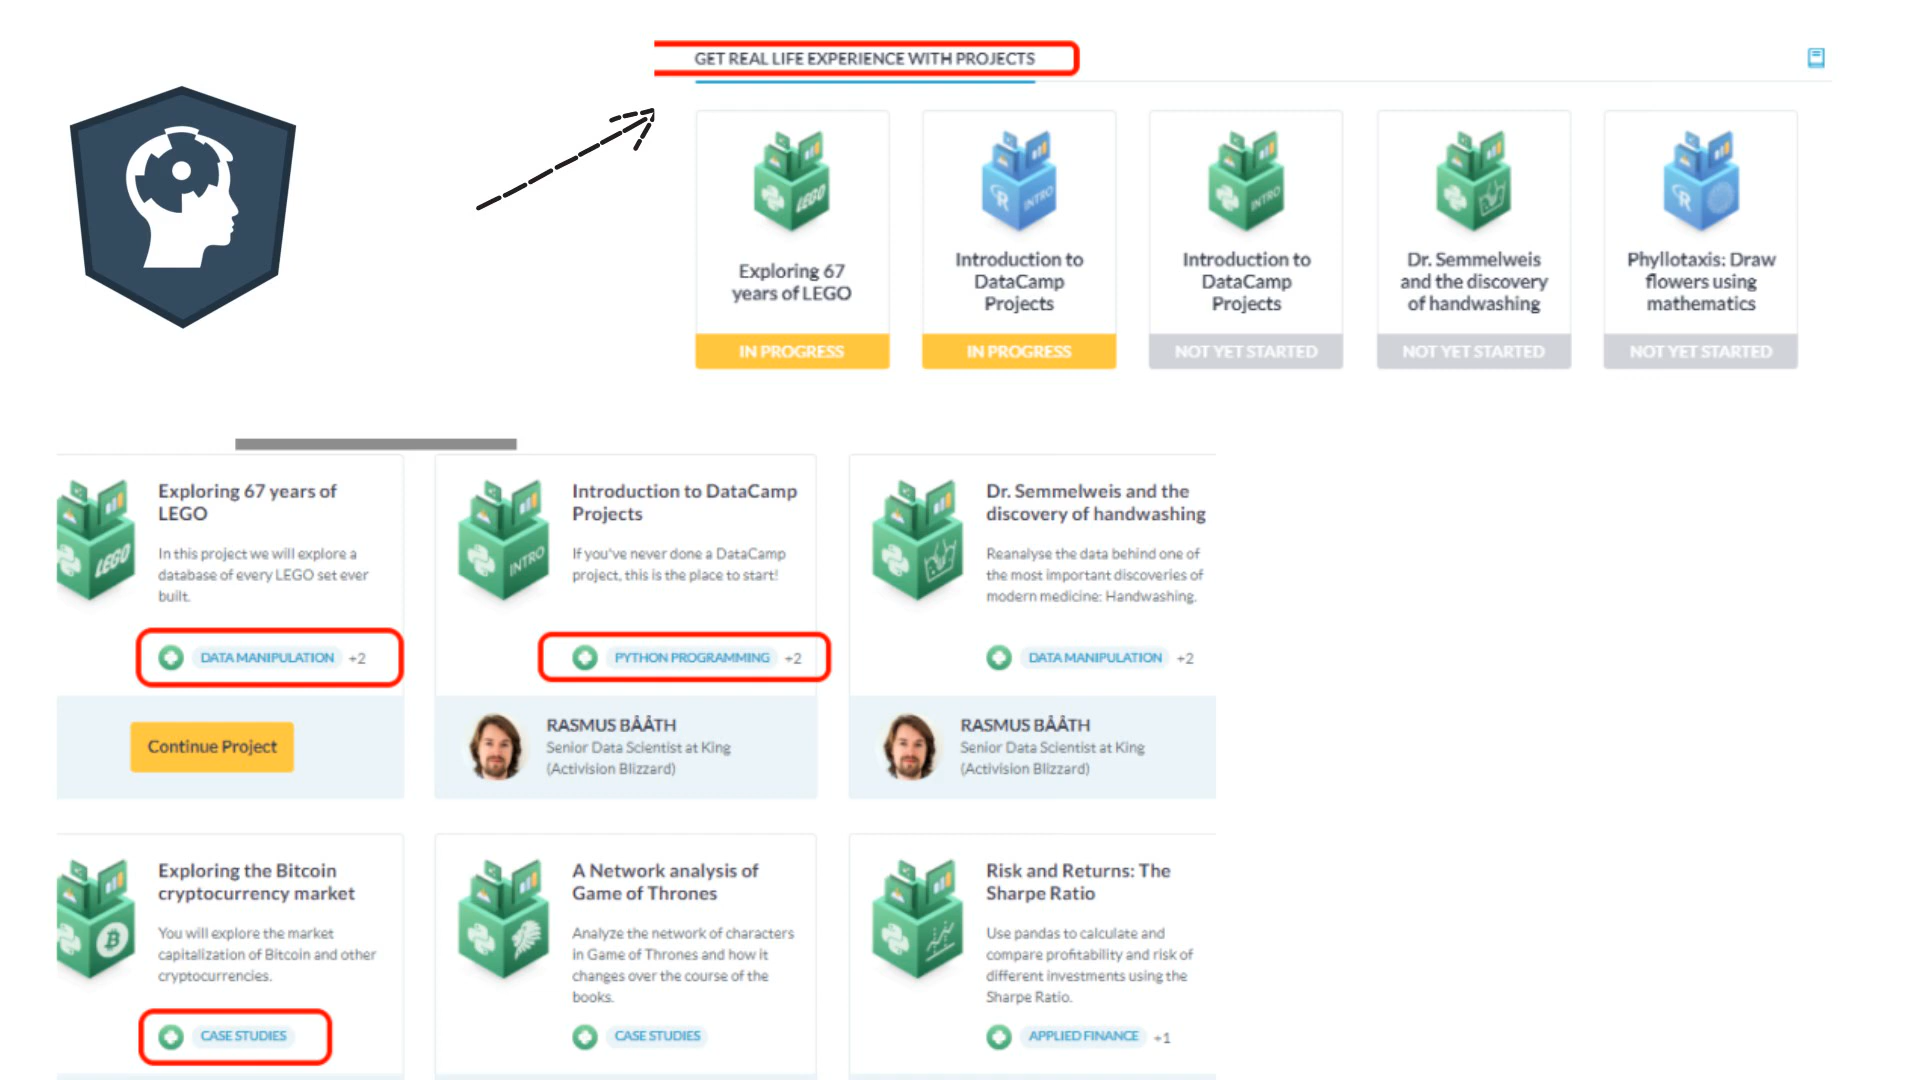 GET REAL LIFE EXPERIENCE WITH PROJECTS
LEGO
Exploring 67
years of LEGO
IN PROGRESS
R INTRO
Introduction to
DataCamp
Projects
IN PROGRESS
INTRO
Introduction to
DataCamp
Projects
NOT YET STARTED
Dr. Semmelweis
and the discovery
of handwashing
NOT YET STARTED
R
Phyllotaxis: Draw
flowers using
mathematics
NOT YET STARTED
LEGO
Exploring 67 years of
LEGO
In this project we will explore a
database of every LEGO set ever
built.
DATA MANIPULATION +2
Continue Project
INTRO
Introduction to DataCamp
Projects
If you've never done a DataCamp
project, this is the place to start!
PYTHON PROGRAMMING +2
RASMUS BÅÅTH
Senior Data Scientist at King
(Activision Blizzard)
Dr. Semmelweis and the
discovery of handwashing
Reanalyse the data behind one of
the most important discoveries of
modern medicine: Handwashing.
DATA MANIPULATION +2
RASMUS BÅÅTH
Senior Data Scientist at King
(Activision Blizzard)
Exploring the Bitcoin
cryptocurrency market
You will explore the market
capitalization of Bitcoin and other
cryptocurrencies.
CASE STUDIES
A Network analysis of
Game of Thrones
Analyze the network of characters
in Game of Thrones and how it
changes over the course of the
books.
CASE STUDIES
Risk and Returns: The
Sharpe Ratio
Use pandas to calculate and
compare profitability and risk of
different investments using the
Sharpe Ratio.
APPLIED FINANCE +1